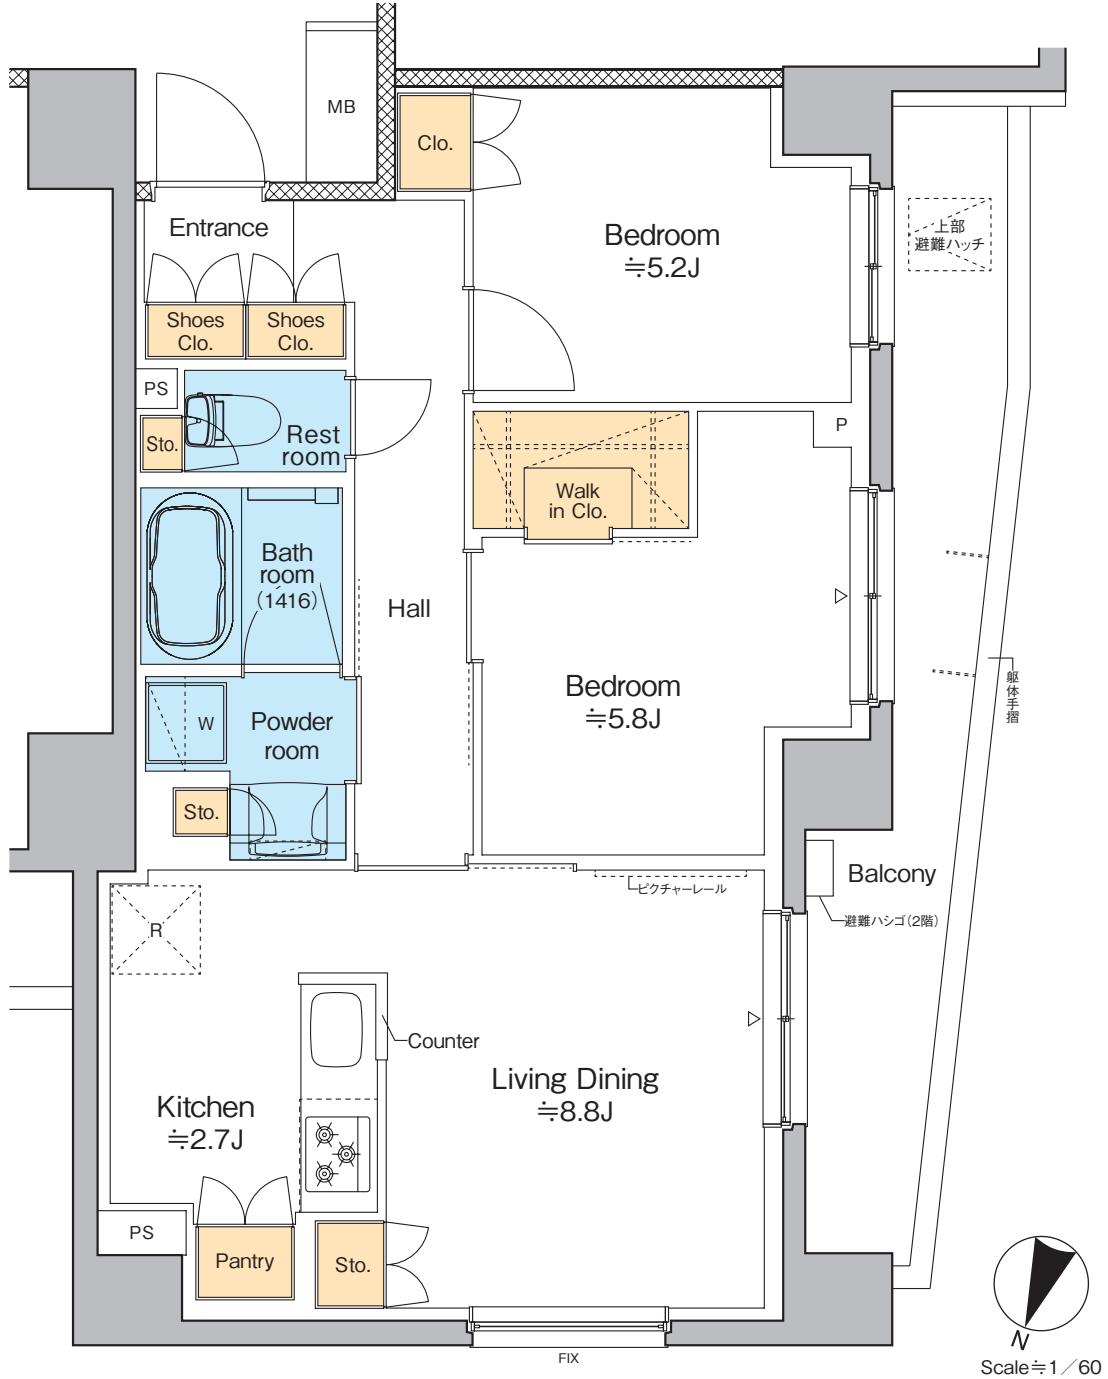 MB
Clo.
Entrance
Bedroom
≒5.2J
上部
避難ハッチ
Shoes
Clo.
Shoes
Clo.
PS
Sto.
Rest
room
P
Walk
in Clo.
Bath
room
(1416)
Hall
Bedroom
≒5.8J
躯体手摺
W
Powder
room
Sto.
Balcony
ピクチャーレール
避難ハシゴ(2階)
R
Counter
Living Dining
≒8.8J
Kitchen
≒2.7J
PS
Pantry
Sto.
FIX
N
Scale≒1/60